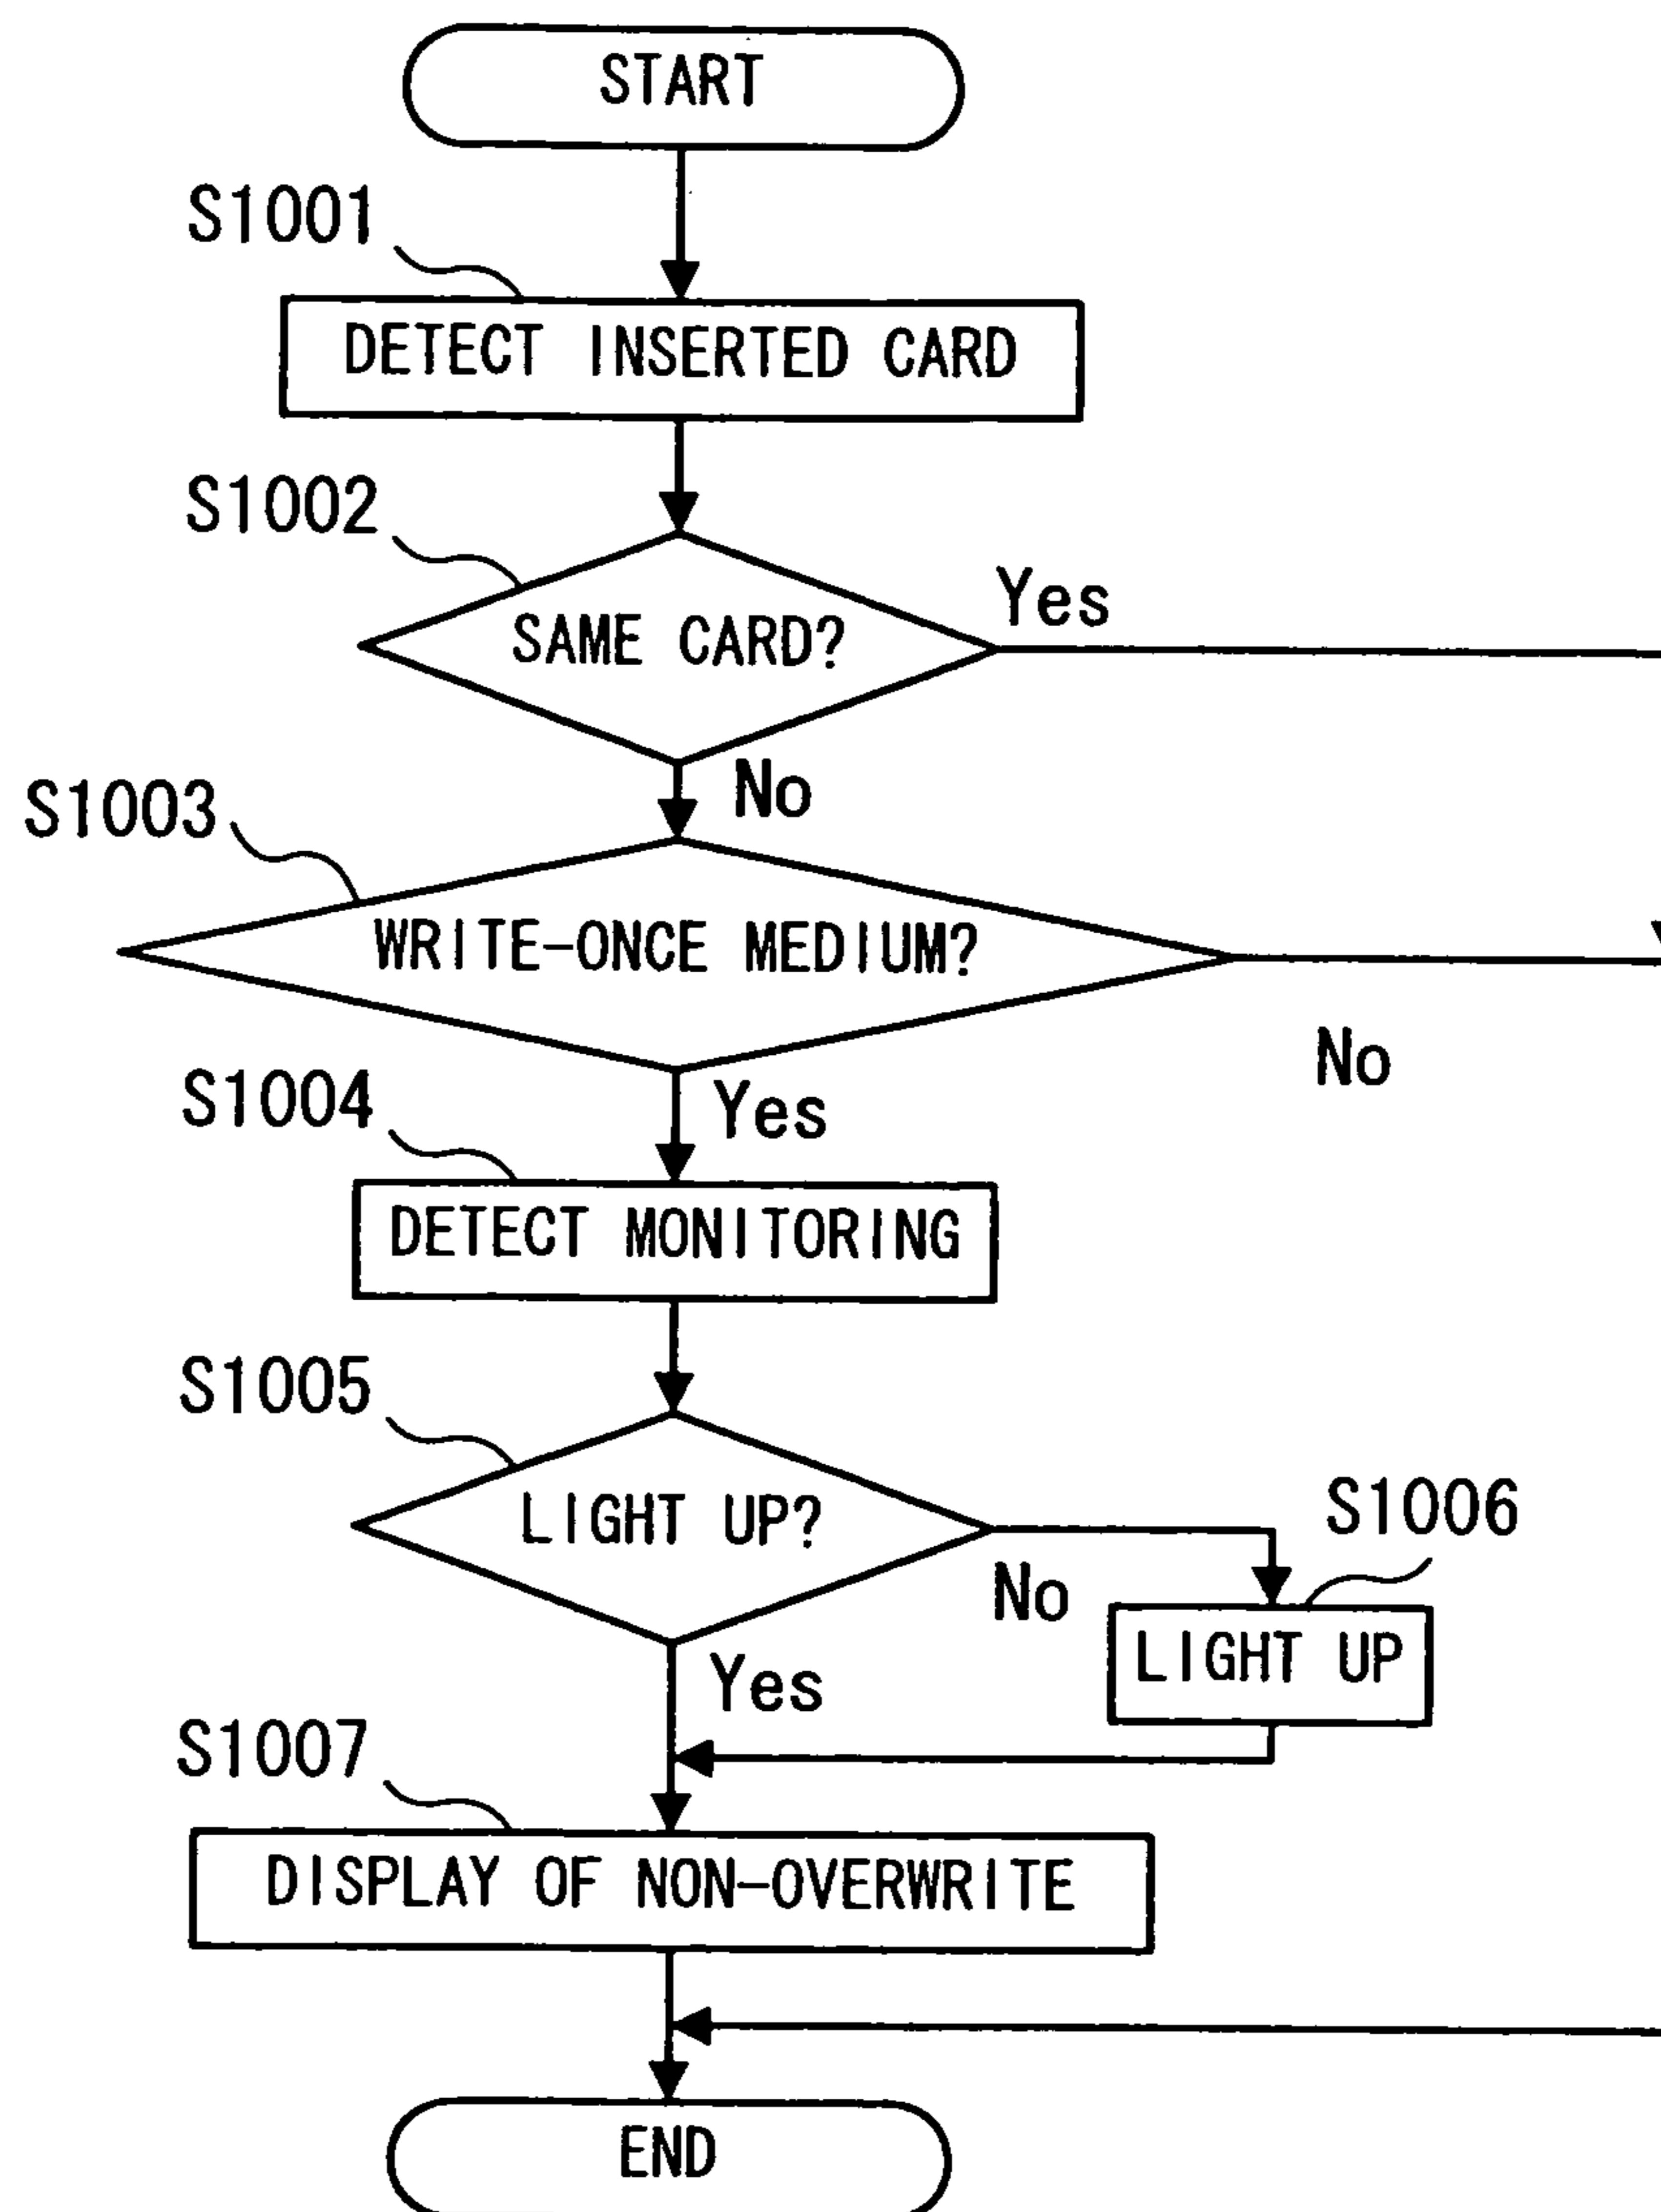 START
S1001
DETECT INSERTED CARD
S1002
SAME CARD?
Yes
No
S1003
WRITE-ONCE MEDIUM?
No
S1004
Yes
DETECT MONITORING
S1005
LIGHT UP?
No
S1006
LIGHT UP
Yes
S1007
DISPLAY OF NON-OVERWRITE
END